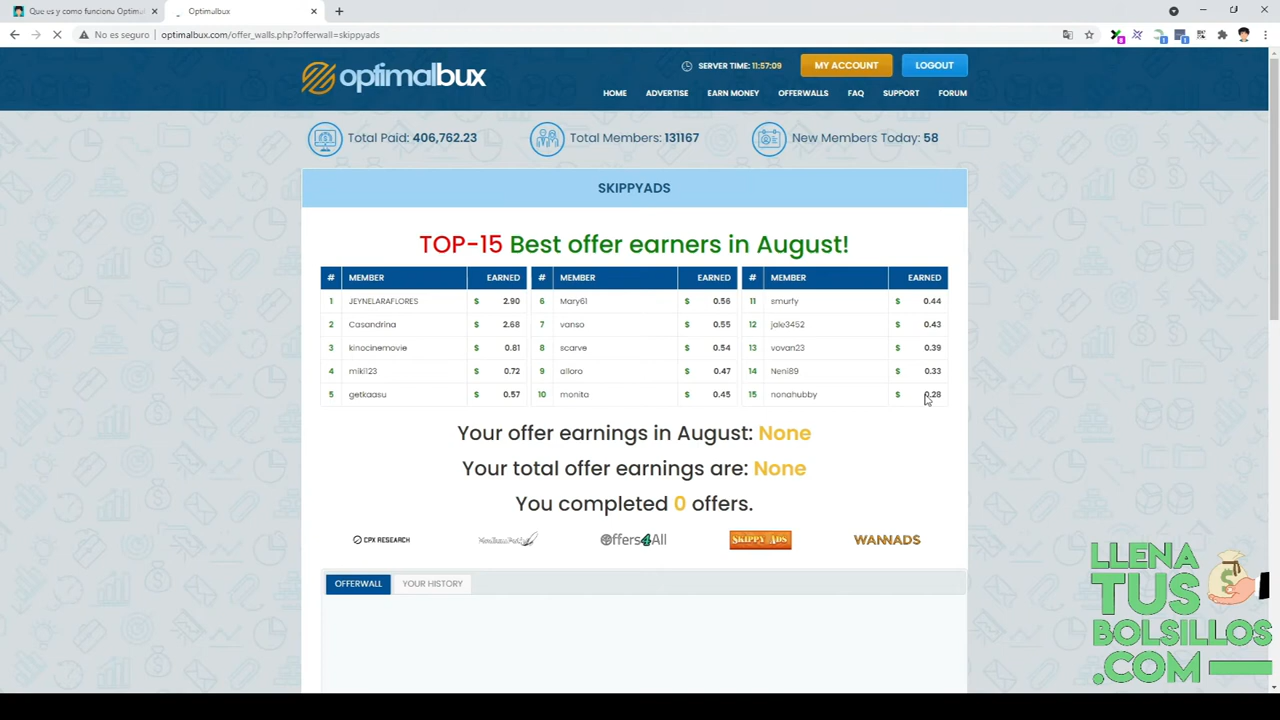 Que es y como funciona Optimal
Optimalbux
No es seguro
optimalbux.com/offer_walls.php?offerwall=skippyads
optimalbux
SERVER TIME: 11:57:09
MY ACCOUNT
LOGOUT
HOME
ADVERTISE
EARN MONEY
OFFERWALLS
FAQ
SUPPORT
FORUM
Total Paid: 406,762.23
Total Members: 131167
New Members Today: 58
SKIPPYADS
TOP-15 Best offer earners in August!
# MEMBER EARNED # MEMBER EARNED # MEMBER EARNED
1 JEYNELARAFLORES $ 2.90 6 Mary61 $ 0.56 11 smurfy $ 0.44
2 Casandrina $ 2.68 7 vanso $ 0.55 12 jale3452 $ 0.43
3 kinocinemovie $ 0.81 8 scarve $ 0.54 13 vovan23 $ 0.39
4 miki123 $ 0.72 9 alloro $ 0.47 14 Neni89 $ 0.33
5 getkaasu $ 0.57 10 monita $ 0.45 15 nonahubby $ 0.28
Your offer earnings in August: None
Your total offer earnings are: None
You completed 0 offers.
CPX RESEARCH
Offers4All
SKIPPY ADS
WANNADS
OFFERWALL
YOUR HISTORY
LLENA
TUS
BOLSILLOS
.COM